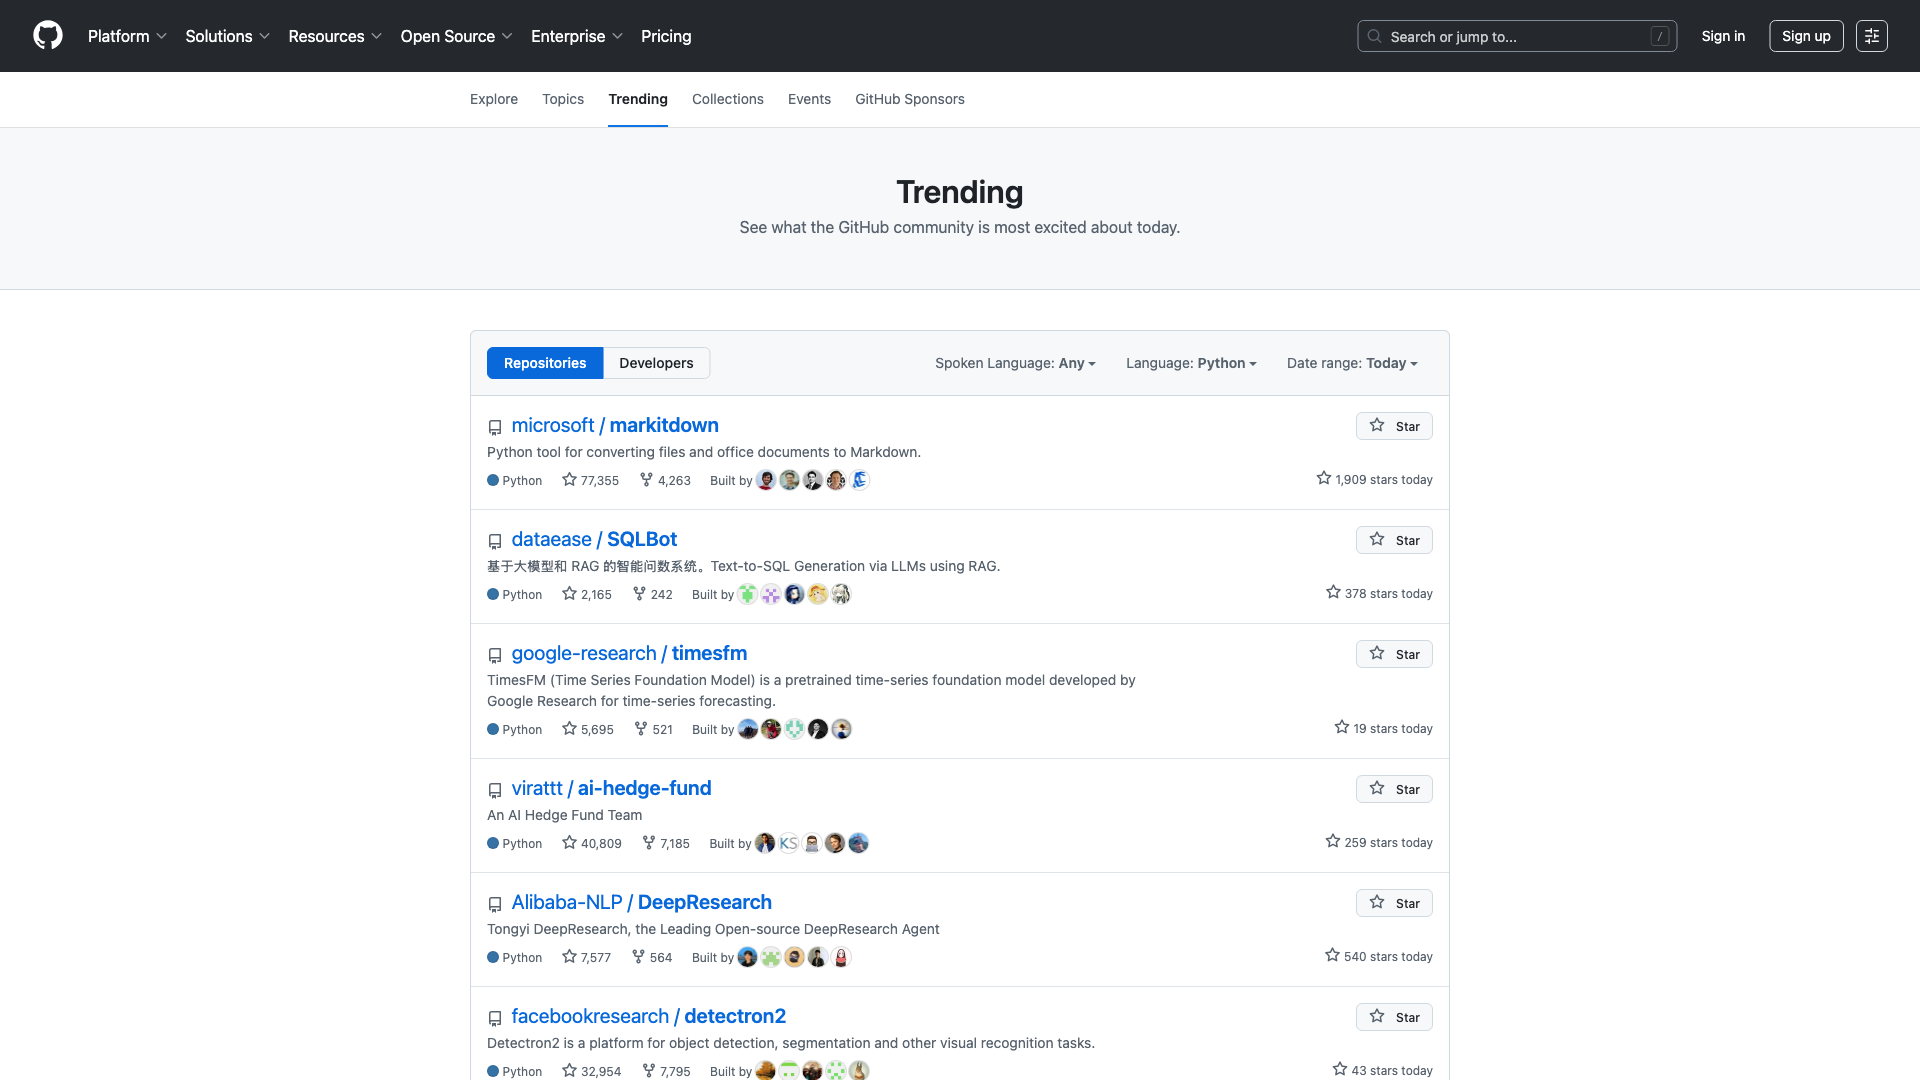 Platform
Solutions
Resources
Open Source
Enterprise
Pricing
Search or jump to...
/
Sign in
Sign up
Explore
Topics
Trending
Collections
Events
GitHub Sponsors
Trending
See what the GitHub community is most excited about today.
Repositories
Developers
Spoken Language: Any
Language: Python
Date range: Today
microsoft / markitdown
Star
Python tool for converting files and office documents to Markdown.
Python 77,355 4,263 Built by 1,909 stars today
dataease / SQLBot
Star
基于大模型和 RAG 的智能问数系统。Text-to-SQL Generation via LLMs using RAG.
Python 2,165 242 Built by 378 stars today
google-research / timesfm
Star
TimesFM (Time Series Foundation Model) is a pretrained time-series foundation model developed by
Google Research for time-series forecasting.
Python 5,695 521 Built by 19 stars today
virattt / ai-hedge-fund
Star
An AI Hedge Fund Team
Python 40,809 7,185 Built by KS 259 stars today
Alibaba-NLP / DeepResearch
Star
Tongyi DeepResearch, the Leading Open-source DeepResearch Agent
Python 7,577 564 Built by 540 stars today
facebookresearch / detectron2
Star
Detectron2 is a platform for object detection, segmentation and other visual recognition tasks.
Python 32,954 7,795 Built by 43 stars today